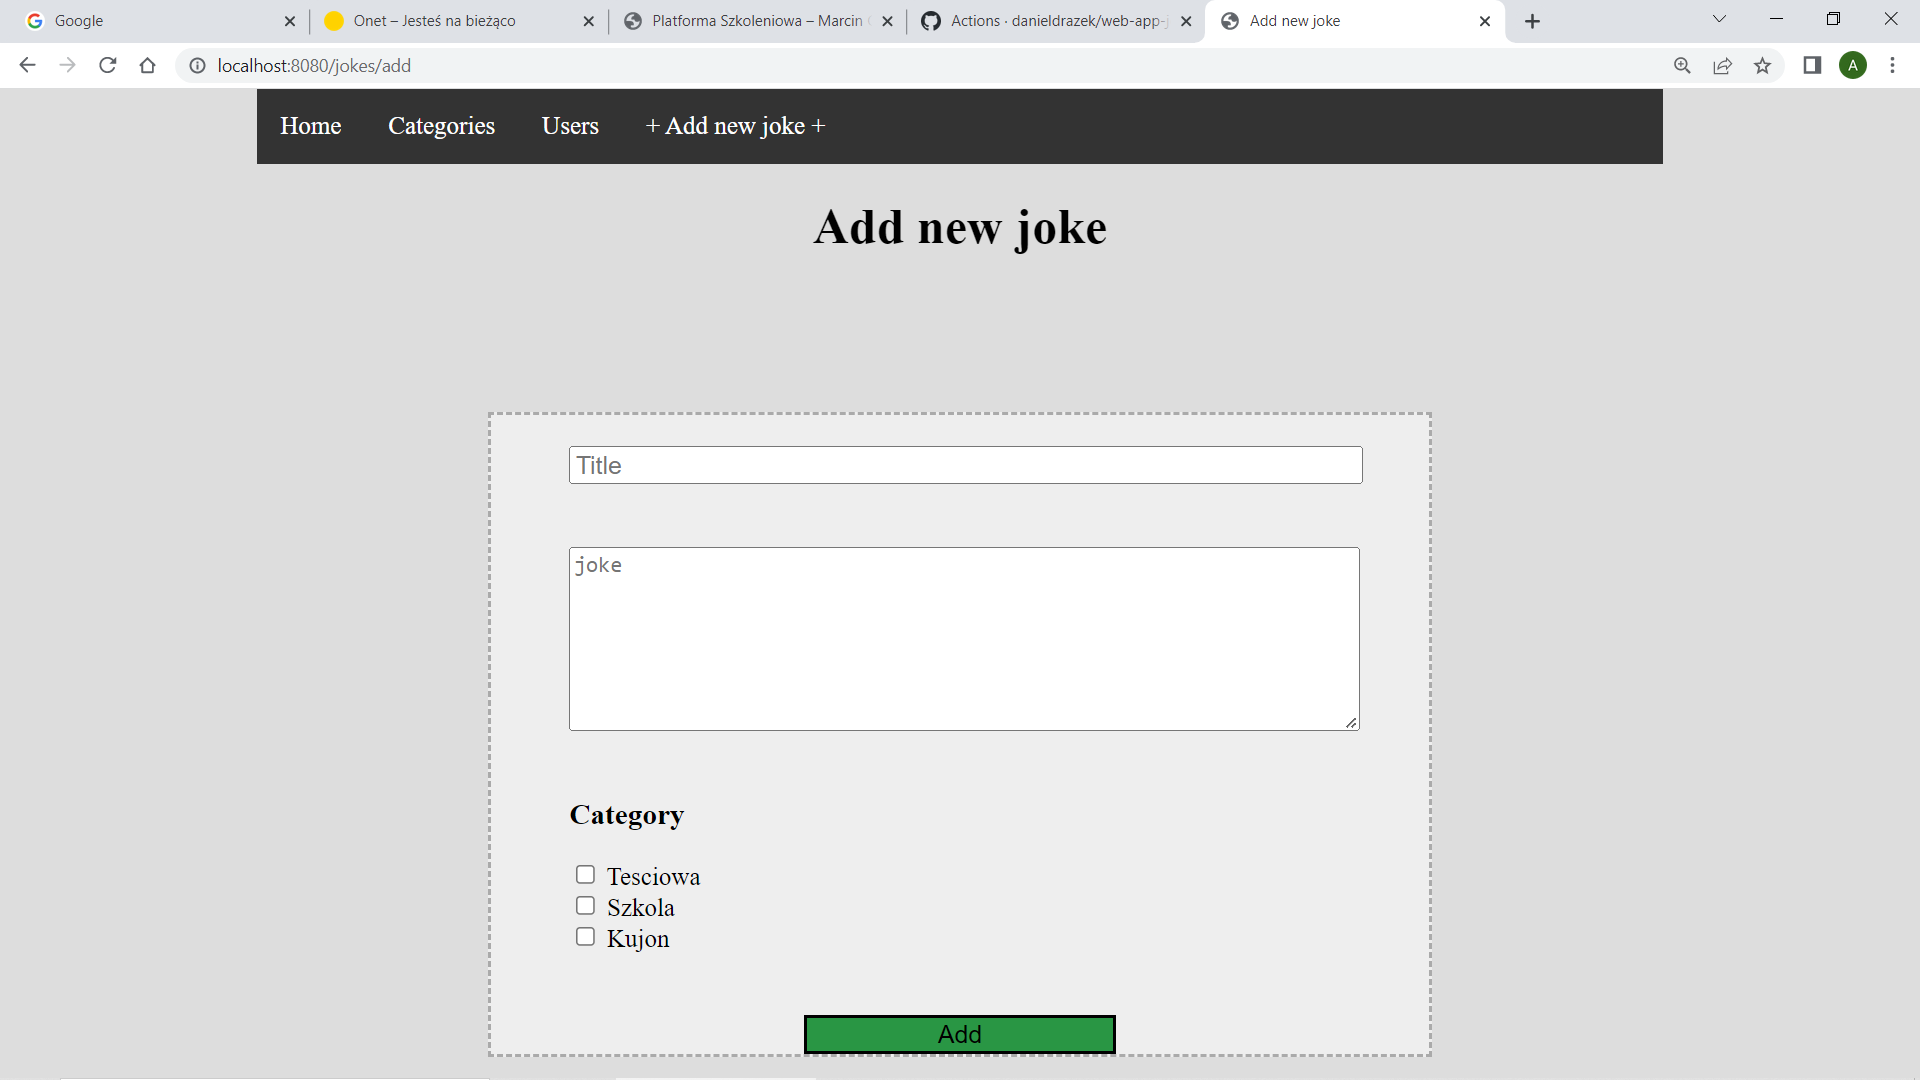 Google
Onet – Jesteś na bieżąco
Platforma Szkoleniowa – Marcin
Actions · danieldrazek/web-app-
Add new joke
localhost:8080/jokes/add
A
Home Categories Users + Add new joke +
Add new joke
Title
joke
Category
Tesciowa
Szkola
Kujon
Add